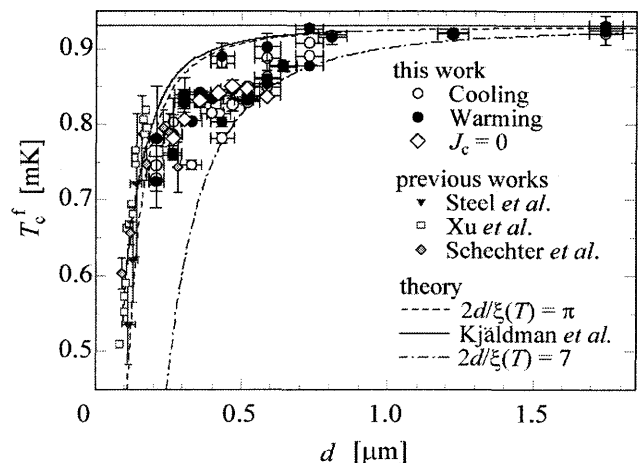 0.9
0.8
0.7
0.6
0.5
T_c^f [mK]
0
0.5
1.0
1.5
d [μm]
this work
Cooling
Warming
J_c = 0
previous works
Steel et al.
Xu et al.
Schechter et al.
theory
2d/ξ(T) = π
Kjäldman et al.
2d/ξ(T) = 7